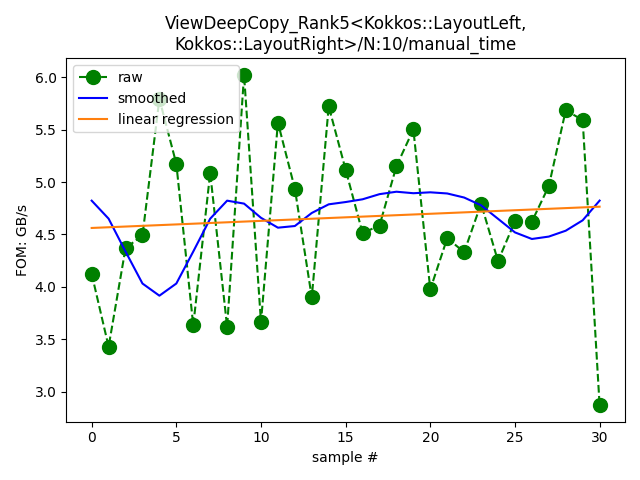 ViewDeepCopy_Rank5<Kokkos::LayoutLeft,
Kokkos::LayoutRight>/N:10/manual_time
raw
smoothed
linear regression
FOM: GB/s
6.0
5.5
5.0
4.5
4.0
3.5
3.0
0 5 10 15 20 25 30
sample #